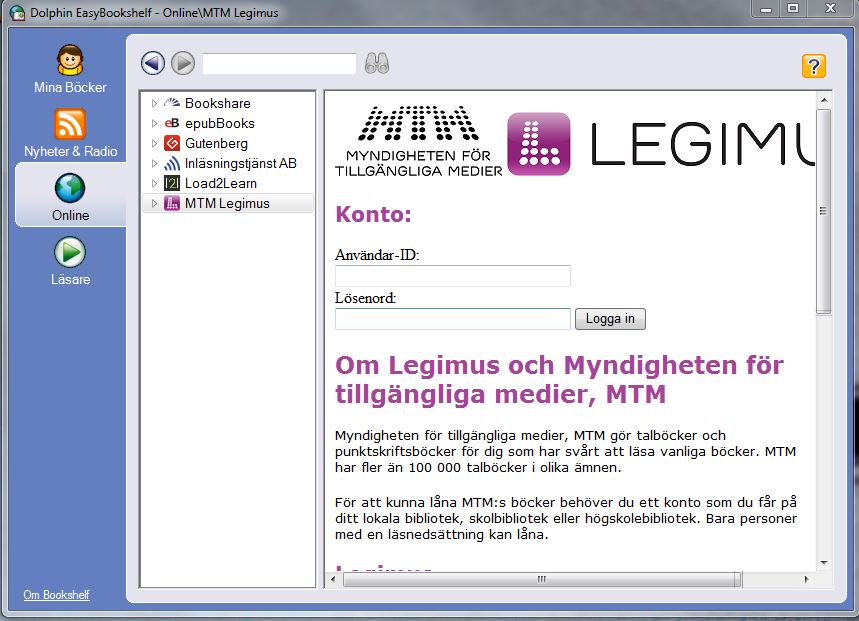 Dolphin EasyBookshelf - Online\MTM Legimus
Mina Böcker
Nyheter & Radio
Online
Läsare
Om Bookshelf
?
Bookshare
eB epubBooks
G Gutenberg
Inläsningstjänst AB
l2l Load2Learn
MTM Legimus
MYNDIGHETEN FÖR
TILLGÄNGLIGA MEDIER
LEGIMU
Konto:
Användar-ID:
Lösenord:
Logga in
Om Legimus och Myndigheten för
tillgängliga medier, MTM
Myndigheten för tillgängliga medier, MTM gör talböcker och
punktskriftsböcker för dig som har svårt att läsa vanliga böcker. MTM
har fler än 100 000 talböcker i olika ämnen.
För att kunna låna MTM:s böcker behöver du ett konto som du får på
ditt lokala bibliotek, skolbibliotek eller högskolebibliotek. Bara personer
med en läsnedsättning kan låna.